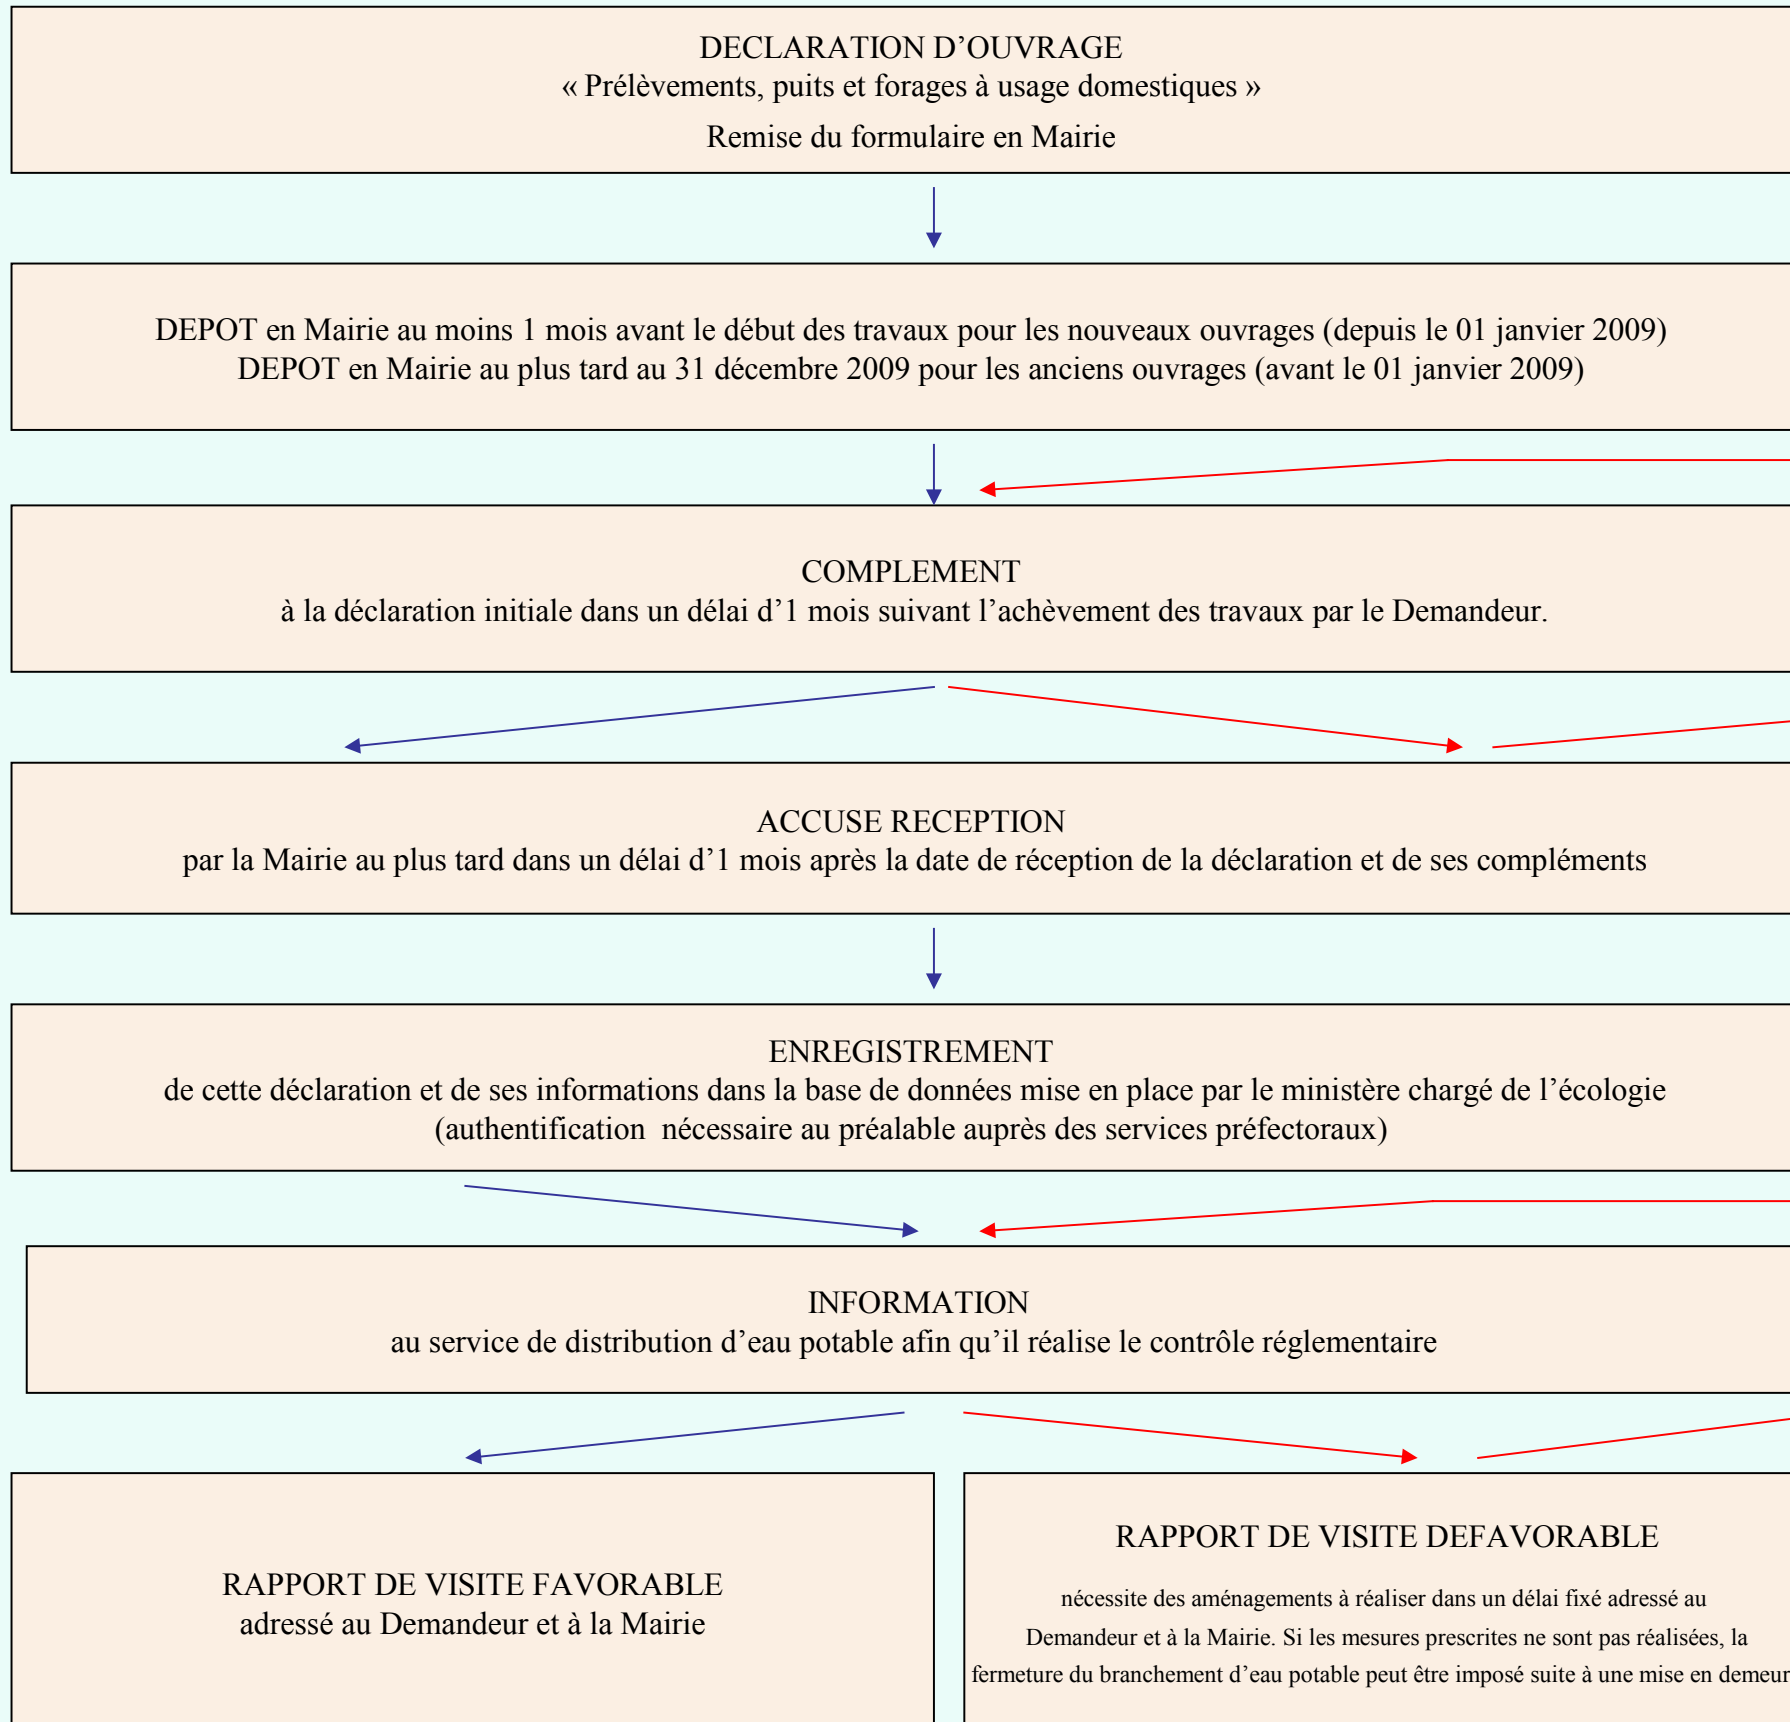 DECLARATION D’OUVRAGE
« Prélèvements, puits et forages à usage domestiques »
Remise du formulaire en Mairie
DEPOT en Mairie au moins 1 mois avant le début des travaux pour les nouveaux ouvrages (depuis le 01 janvier 2009)
DEPOT en Mairie au plus tard au 31 décembre 2009 pour les anciens ouvrages (avant le 01 janvier 2009)
COMPLEMENT
à la déclaration initiale dans un délai d’1 mois suivant l’achèvement des travaux par le Demandeur.
ACCUSE RECEPTION
par la Mairie au plus tard dans un délai d’1 mois après la date de réception de la déclaration et de ses compléments
ENREGISTREMENT
de cette déclaration et de ses informations dans la base de données mise en place par le ministère chargé de l’écologie
(authentification nécessaire au préalable auprès des services préfectoraux)
INFORMATION
au service de distribution d’eau potable afin qu’il réalise le contrôle réglementaire
RAPPORT DE VISITE FAVORABLE
adressé au Demandeur et à la Mairie
RAPPORT DE VISITE DEFAVORABLE
nécessite des aménagements à réaliser dans un délai fixé adressé au
Demandeur et à la Mairie. Si les mesures prescrites ne sont pas réalisées, la
fermeture du branchement d’eau potable peut être imposé suite à une mise en demeur